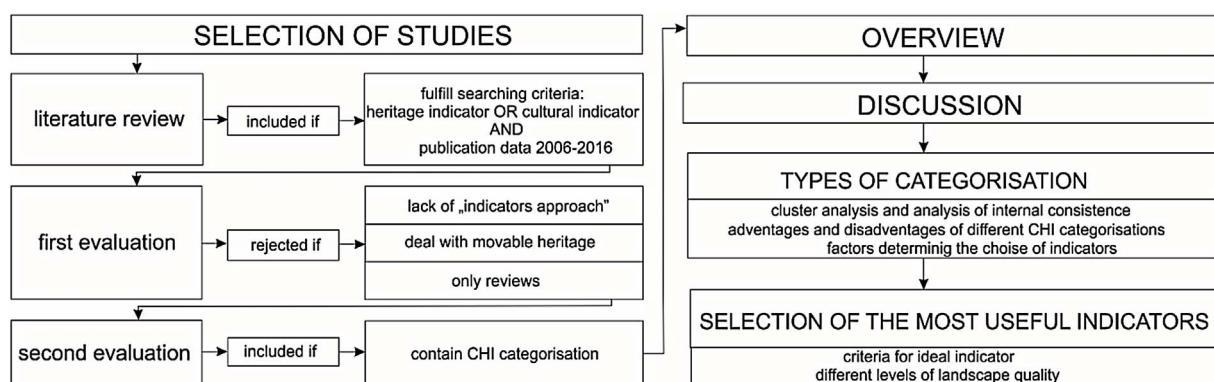 SELECTION OF STUDIES
literature review
included if
fulfill searching criteria:
heritage indicator OR cultural indicator
AND
publication data 2006-2016
first evaluation
rejected if
lack of „indicators approach”
deal with movable heritage
only reviews
second evaluation
included if
contain CHI categorisation
OVERVIEW
DISCUSSION
TYPES OF CATEGORISATION
cluster analysis and analysis of internal consistence
adventages and disadventages of different CHI categorisations
factors determining the choise of indicators
SELECTION OF THE MOST USEFUL INDICATORS
criteria for ideal indicator
different levels of landscape quality